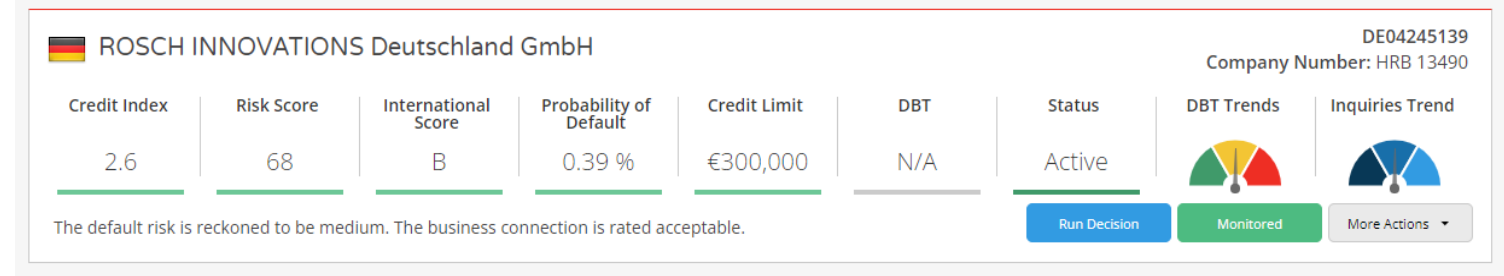 ROSCH INNOVATIONS Deutschland GmbH
DE04245139
Company Number: HRB 13490
Credit Index
2.6
Risk Score
68
International
Score
B
Probability of
Default
0.39 %
Credit Limit
€300,000
DBT
N/A
Status
Active
DBT Trends
Inquiries Trend
The default risk is reckoned to be medium. The business connection is rated acceptable.
Run Decision
Monitored
More Actions